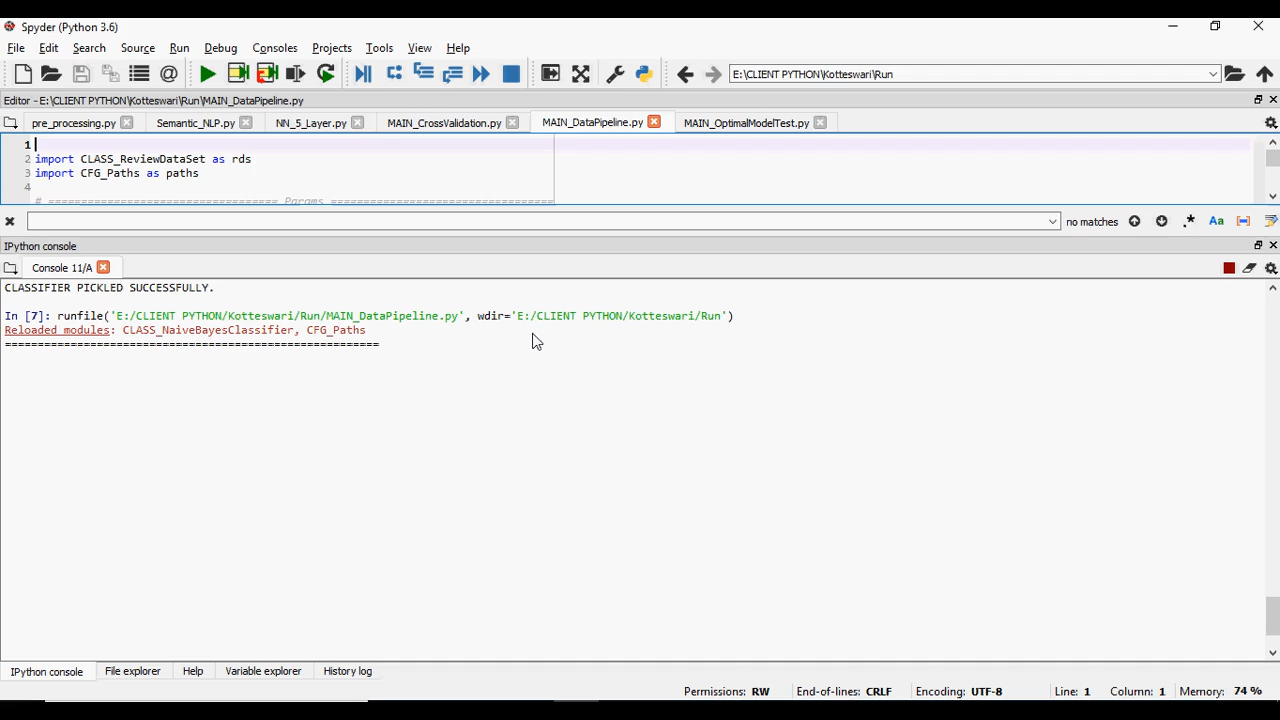 Spyder (Python 3.6)
File Edit Search Source Run Debug Consoles Projects Tools View Help
E:\CLIENT PYTHON\Kotteswari\Run
Editor - E:\CLIENT PYTHON\Kotteswari\Run\MAIN_DataPipeline.py
pre_processing.py Semantic_NLP.py NN_5_Layer.py MAIN_CrossValidation.py MAIN_DataPipeline.py MAIN_OptimalModelTest.py
1
2 import CLASS_ReviewDataSet as rds
3 import CFG_Paths as paths
4
# =================================== Params ==================================
no matches .* Aa
IPython console
Console 11/A
CLASSIFIER PICKLED SUCCESSFULLY.
In [7]: runfile('E:/CLIENT PYTHON/Kotteswari/Run/MAIN_DataPipeline.py', wdir='E:/CLIENT PYTHON/Kotteswari/Run')
Reloaded modules: CLASS_NaiveBayesClassifier, CFG_Paths
=========================================================
IPython console File explorer Help Variable explorer History log
Permissions: RW End-of-lines: CRLF Encoding: UTF-8 Line: 1 Column: 1 Memory: 74 %